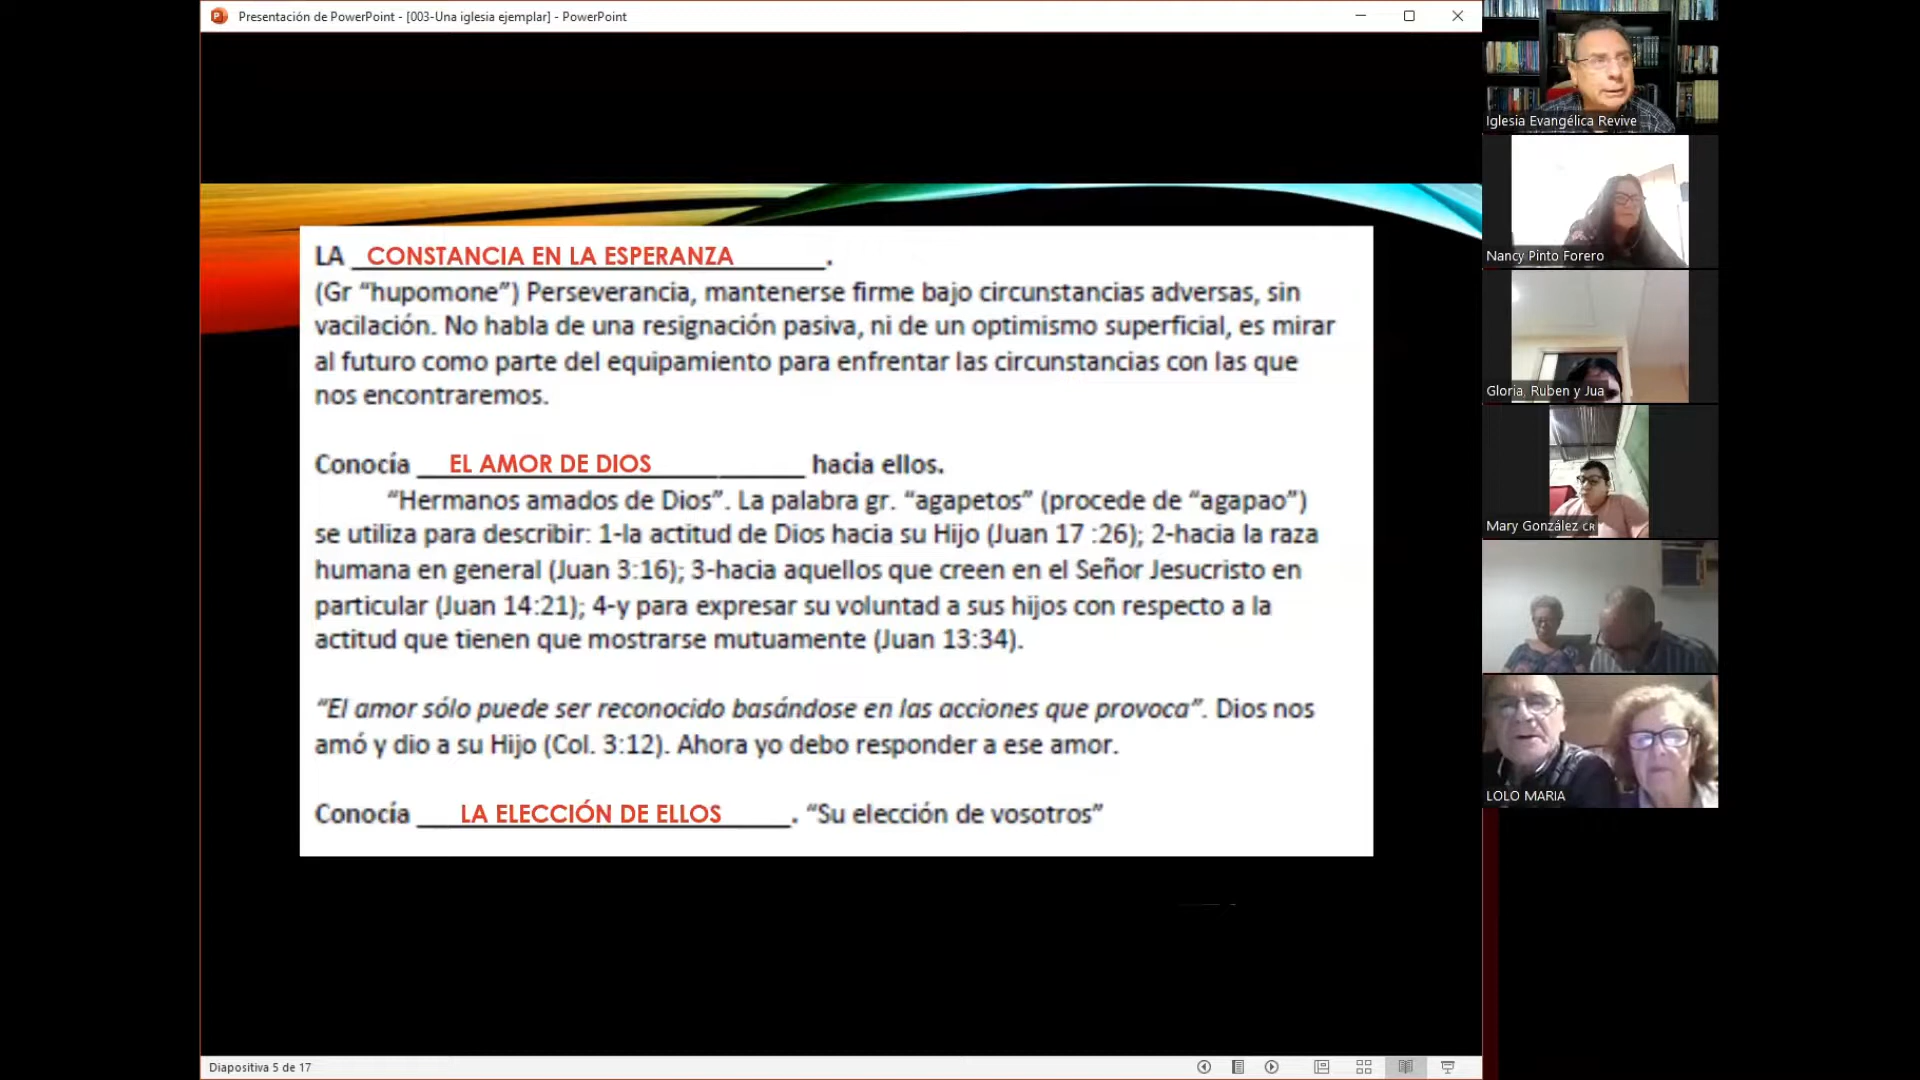 Presentación de PowerPoint - [003-Una iglesia ejemplar] - PowerPoint
LA CONSTANCIA EN LA ESPERANZA.
(Gr “hupomone”) Perseverancia, mantenerse firme bajo circunstancias adversas, sin
vacilación. No habla de una resignación pasiva, ni de un optimismo superficial, es mirar
al futuro como parte del equipamiento para enfrentar las circunstancias con las que
nos encontraremos.
Conocía EL AMOR DE DIOS hacia ellos.
“Hermanos amados de Dios”. La palabra gr. “agapetos” (procede de “agapao”)
se utiliza para describir: 1-la actitud de Dios hacia su Hijo (Juan 17 :26); 2-hacia la raza
humana en general (Juan 3:16); 3-hacia aquellos que creen en el Señor Jesucristo en
particular (Juan 14:21); 4-y para expresar su voluntad a sus hijos con respecto a la
actitud que tienen que mostrarse mutuamente (Juan 13:34).
“El amor sólo puede ser reconocido basándose en las acciones que provoca”. Dios nos
amó y dio a su Hijo (Col. 3:12). Ahora yo debo responder a ese amor.
Conocía LA ELECCIÓN DE ELLOS. “Su elección de vosotros”
Diapositiva 5 de 17
Iglesia Evangélica Revive
Nancy Pinto Forero
Gloria, Ruben y Jua
Mary González CR
LOLO MARIA